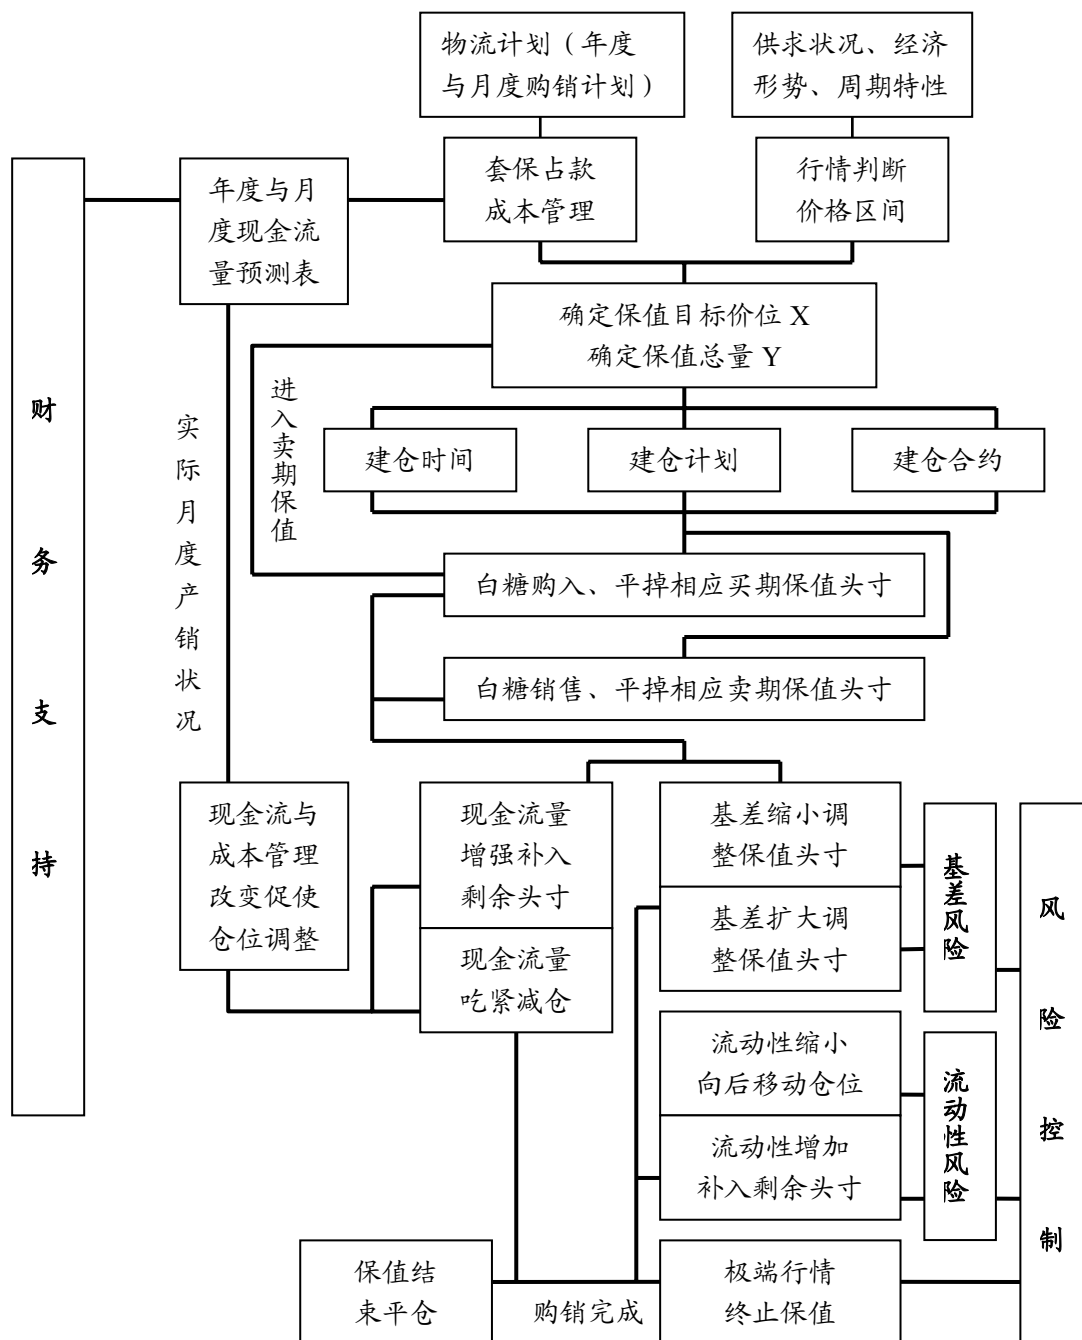 物流计划（年度
与月度购销计划）
供求状况、经济
形势、周期特性
年度与月
度现金流
量预测表
套保占款
成本管理
行情判断
价格区间
确定保值目标价位 X
确定保值总量 Y
进入卖期保值
财务支持
实际月度产销状况
建仓时间
建仓计划
建仓合约
白糖购入、平掉相应买期保值头寸
白糖销售、平掉相应卖期保值头寸
现金流与
成本管理
改变促使
仓位调整
现金流量
增强补入
剩余头寸
现金流量
吃紧减仓
基差缩小调
整保值头寸
基差扩大调
整保值头寸
基差风险
流动性缩小
向后移动仓位
流动性增加
补入剩余头寸
流动性风险
风险控制
保值结
束平仓
购销完成
极端行情
终止保值